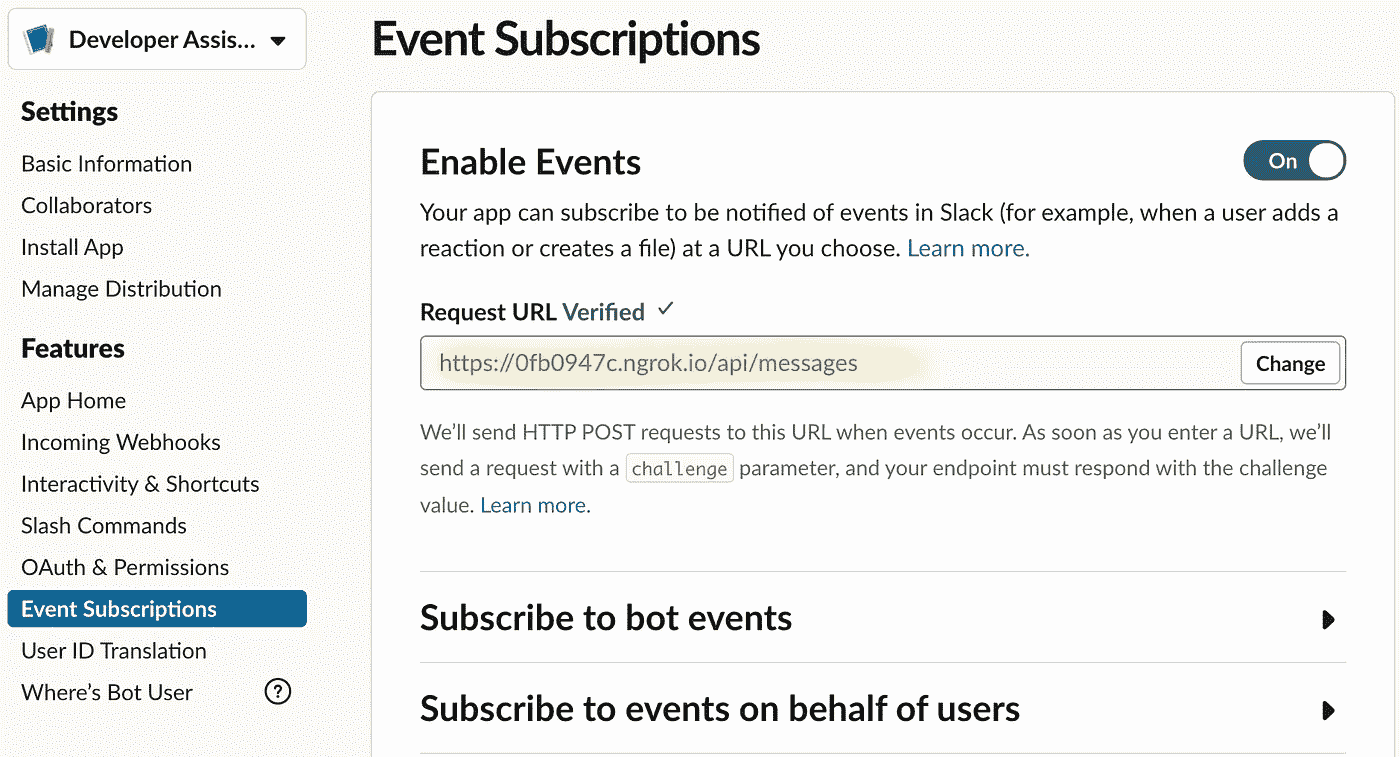 Developer Assis...
Settings
Basic Information
Collaborators
Install App
Manage Distribution
Features
App Home
Incoming Webhooks
Interactivity & Shortcuts
Slash Commands
OAuth & Permissions
Event Subscriptions
User ID Translation
Where’s Bot User ?
Event Subscriptions
Enable Events
On
Your app can subscribe to be notified of events in Slack (for example, when a user adds a
reaction or creates a file) at a URL you choose. Learn more.
Request URL Verified ✓
https://0fb0947c.ngrok.io/api/messages
Change
We’ll send HTTP POST requests to this URL when events occur. As soon as you enter a URL, we’ll
send a request with a challenge parameter, and your endpoint must respond with the challenge
value. Learn more.
Subscribe to bot events
Subscribe to events on behalf of users